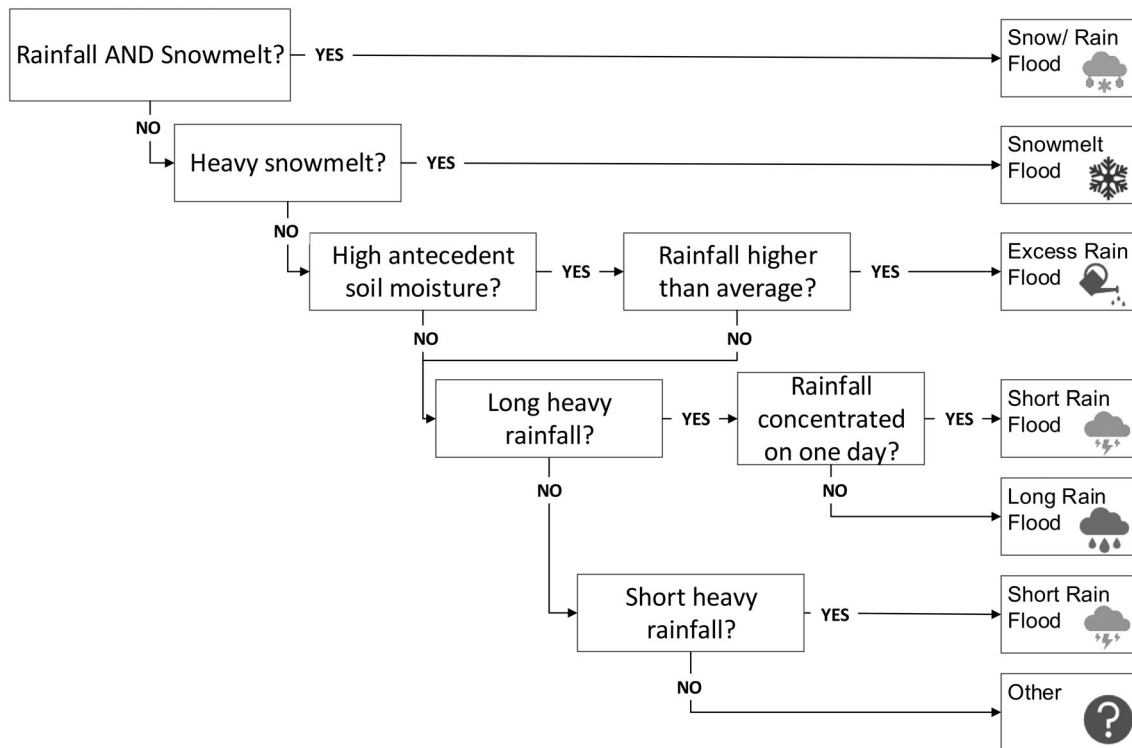 Rainfall AND Snowmelt?
YES
Snow/ Rain
Flood
NO
Heavy snowmelt?
YES
Snowmelt
Flood
NO
High antecedent
soil moisture?
YES
Rainfall higher
than average?
YES
Excess Rain
Flood
NO
NO
Long heavy
rainfall?
YES
Rainfall
concentrated
on one day?
YES
Short Rain
Flood
NO
NO
Long Rain
Flood
Short heavy
rainfall?
YES
Short Rain
Flood
NO
Other
?